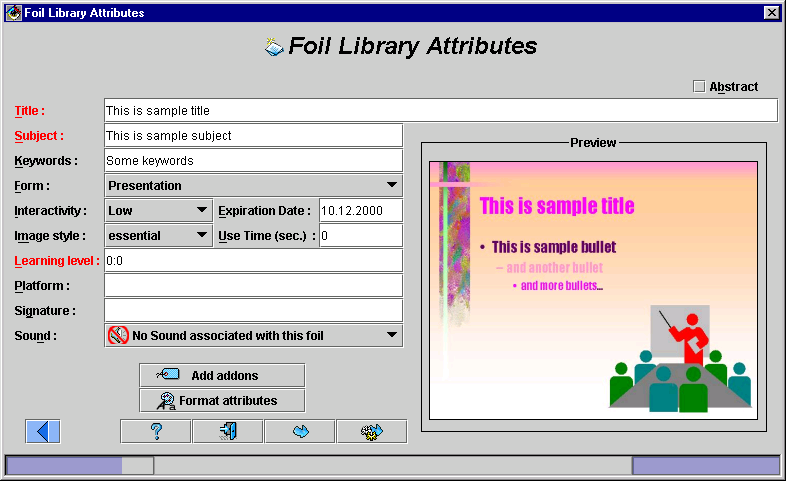 Foil Library Attributes
Foil Library Attributes
Abstract
Title : This is sample title
Subject : This is sample subject
Keywords : Some keywords
Form : Presentation
Interactivity : Low Expiration Date : 10.12.2000
Image style : essential Use Time (sec.) : 0
Learning level : 0:0
Platform :
Signature :
Sound : No Sound associated with this foil
Add addons
Format attributes
?
Preview
This is sample title
• This is sample bullet
– and another bullet
• and more bullets...